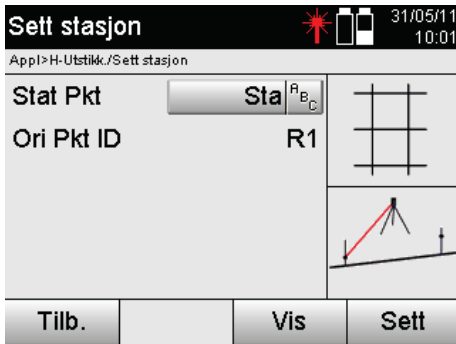 Sett stasjon
31/05/11
10:01
Appl>H-Utstikk./Sett stasjon
Stat Pkt Sta ABC
Ori Pkt ID R1
Tilb. Vis Sett